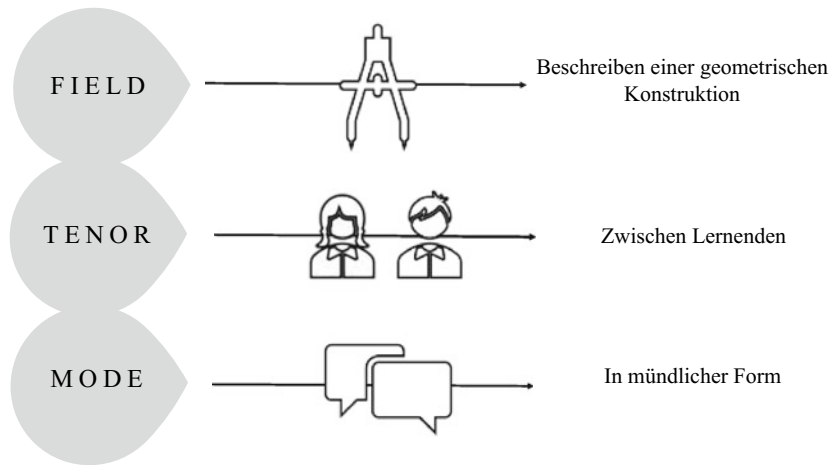 FIELD
Beschreiben einer geometrischen
Konstruktion
TENOR
Zwischen Lernenden
MODE
In mündlicher Form